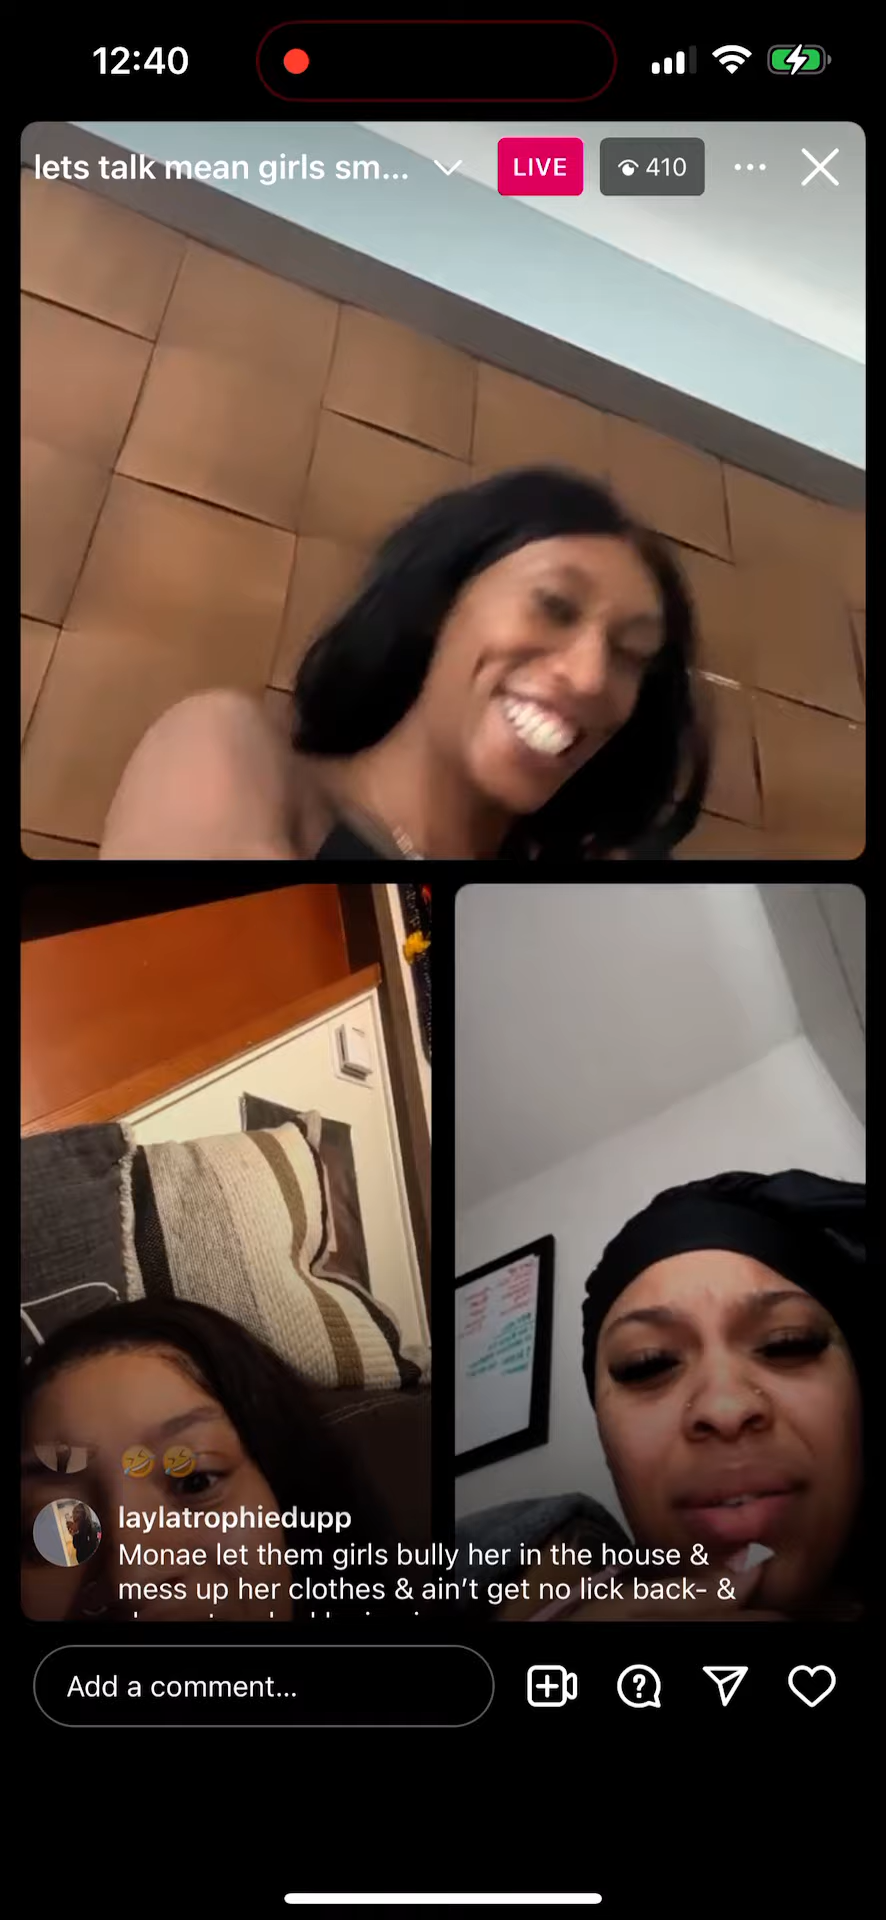 12:40
lets talk mean girls sm...
LIVE
410
🤣🤣
laylatrophiedupp
Monae let them girls bully her in the house &
mess up her clothes & ain't get no lick back- &
Add a comment...